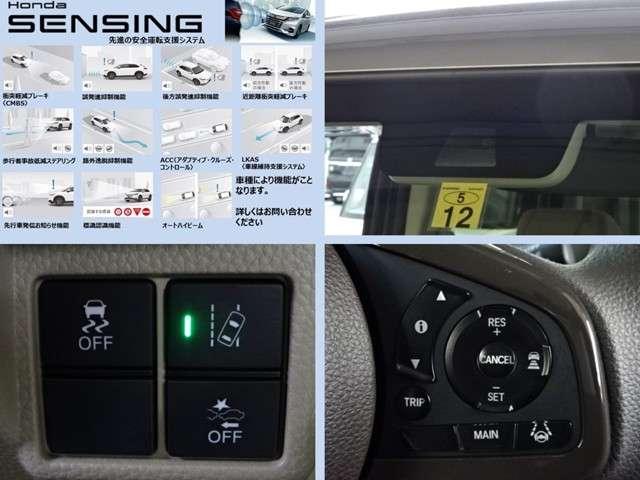 Honda
SENSING
先進の安全運転支援システム
衝突軽減ブレーキ
(CMBS)
誤発進抑制機能
後方誤発進抑制機能
近距離衝突軽減ブレーキ
歩行者事故低減ステアリング
路外逸脱抑制機能
ACC(アダプティブ・クルーズ・
コントロール)
LKAS
(車線維持支援システム)
先行車発進お知らせ機能
標識認識機能
オートハイビーム
車種により機能がこと
なります。
詳しくはお問い合わせ
ください
5
12
OFF
OFF
RES
+
CANCEL
−
SET
TRIP
MAIN